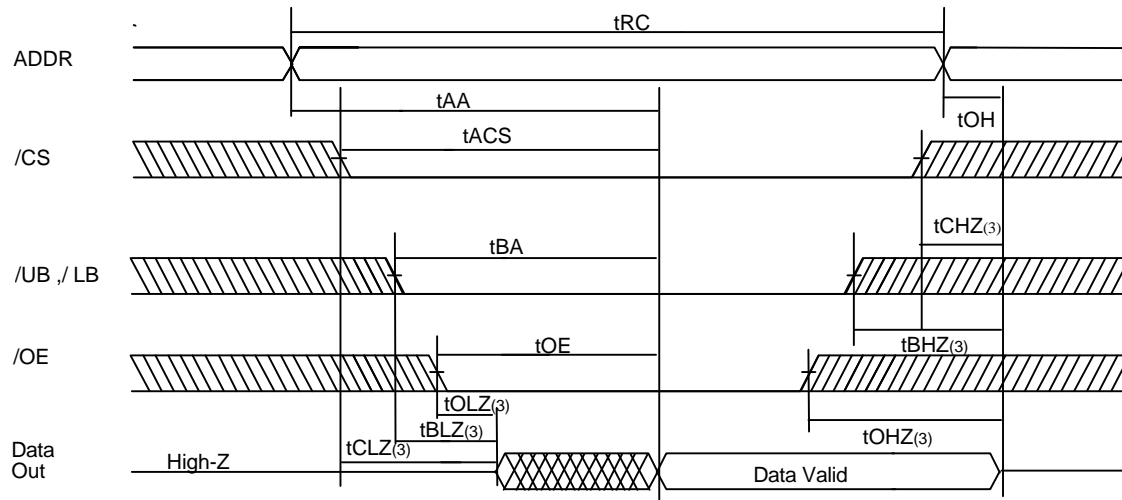 tRC
ADDR
tAA
tOH
tACS
/CS
tCHZ(3)
tBA
/UB ,/ LB
tBHZ(3)
tOE
/OE
tOLZ(3)
tBLZ(3)
tOHZ(3)
tCLZ(3)
Data
Out
High-Z
Data Valid